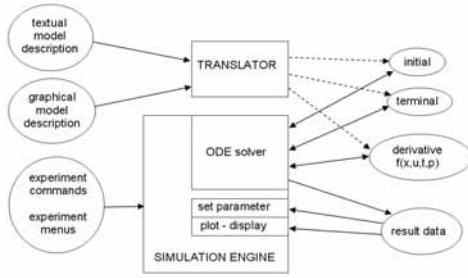 textual
model
description
graphical
model
description
experiment
commands
experiment
menus
TRANSLATOR
ODE solver
set parameter
plot - display
SIMULATION ENGINE
initial
terminal
derivative
f(x,u,t,p)
result data